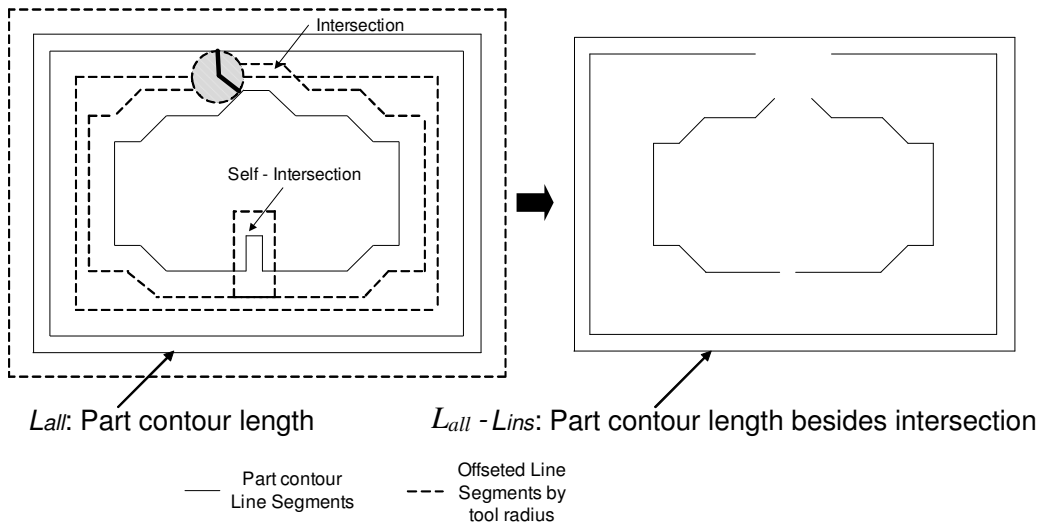 Intersection
Self - Intersection
Lall: Part contour length
Lall - Lins: Part contour length besides intersection
Part contour
Line Segments
Offseted Line
Segments by
tool radius